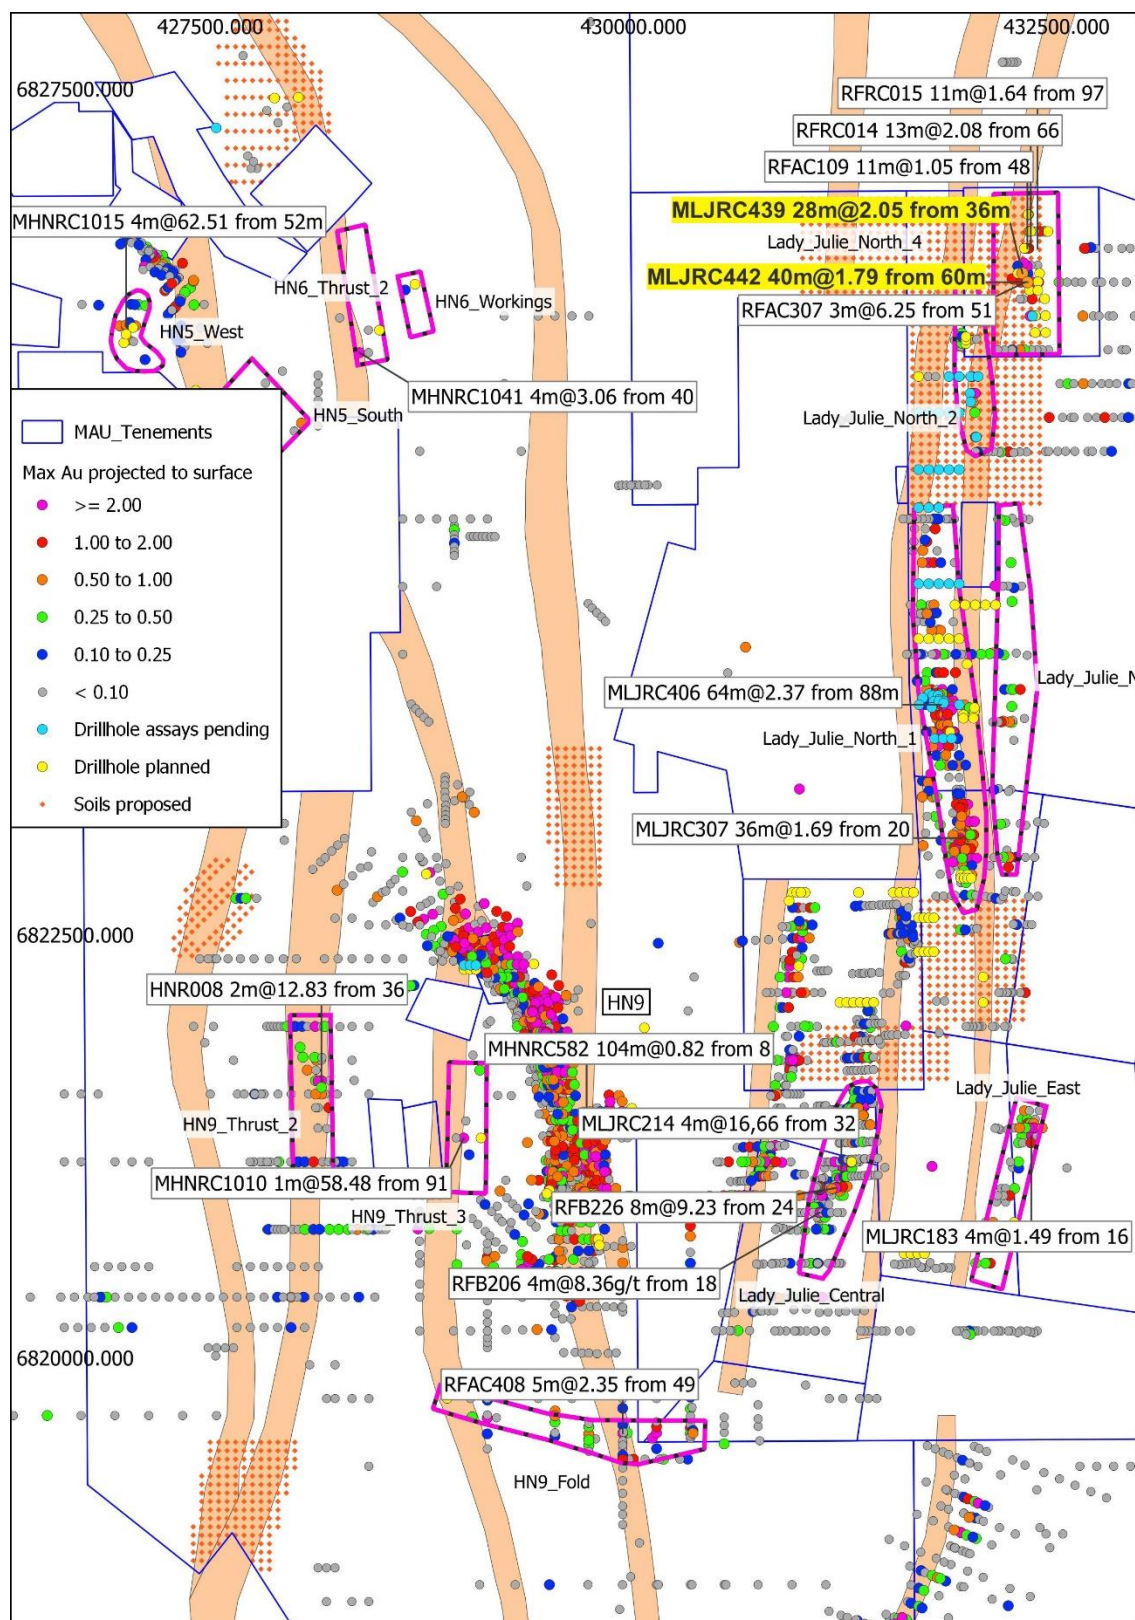 427500.000
430000.000
432500.000
6827500.000
RFRC015 11m@1.64 from 97
RFRC014 13m@2.08 from 66
RFAC109 11m@1.05 from 48
MLJRC439 28m@2.05 from 36m
MHNRC1015 4m@62.51 from 52m
Lady_Julie_North_4
MLJRC442 40m@1.79 from 60m
HN6_Thrust_2
HN6_Workings
RFAC307 3m@6.25 from 51
HN5_West
MHNRC1041 4m@3.06 from 40
HN5_South
Lady_Julie_North_2
MAU_Tenements
Max Au projected to surface
>= 2.00
1.00 to 2.00
0.50 to 1.00
0.25 to 0.50
0.10 to 0.25
< 0.10
Drillhole assays pending
Drillhole planned
Soils proposed
Lady_Julie_N
MLJRC406 64m@2.37 from 88m
Lady_Julie_North_1
MLJRC307 36m@1.69 from 20
6822500.000
HNR008 2m@12.83 from 36
HN9
MHNRC582 104m@0.82 from 8
Lady_Julie_East
HN9_Thrust_2
MLJRC214 4m@16,66 from 32
MHNRC1010 1m@58.48 from 91
RFB226 8m@9.23 from 24
HN9_Thrust_3
MLJRC183 4m@1.49 from 16
RFB206 4m@8.36g/t from 18
Lady_Julie_Central
6820000.000
RFAC408 5m@2.35 from 49
HN9_Fold